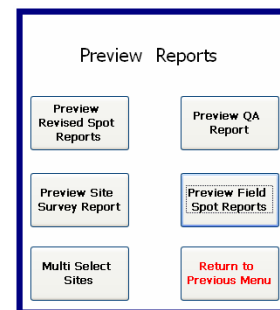 Preview Reports
Preview
Revised Spot
Reports
Preview QA
Report
Preview Site
Survey Report
Preview Field
Spot Reports
Multi Select
Sites
Return to
Previous Menu